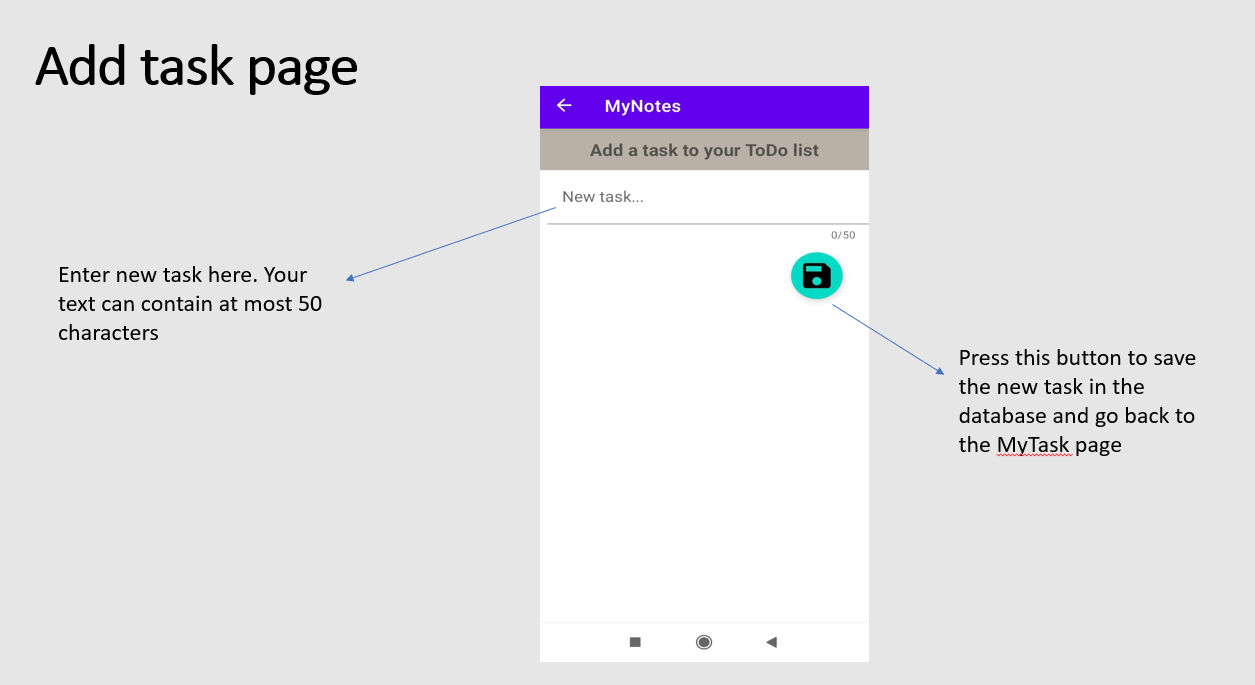 Add task page
MyNotes
Add a task to your ToDo list
New task...
0/50
Enter new task here. Your
text can contain at most 50
characters
Press this button to save
the new task in the
database and go back to
the MyTask page